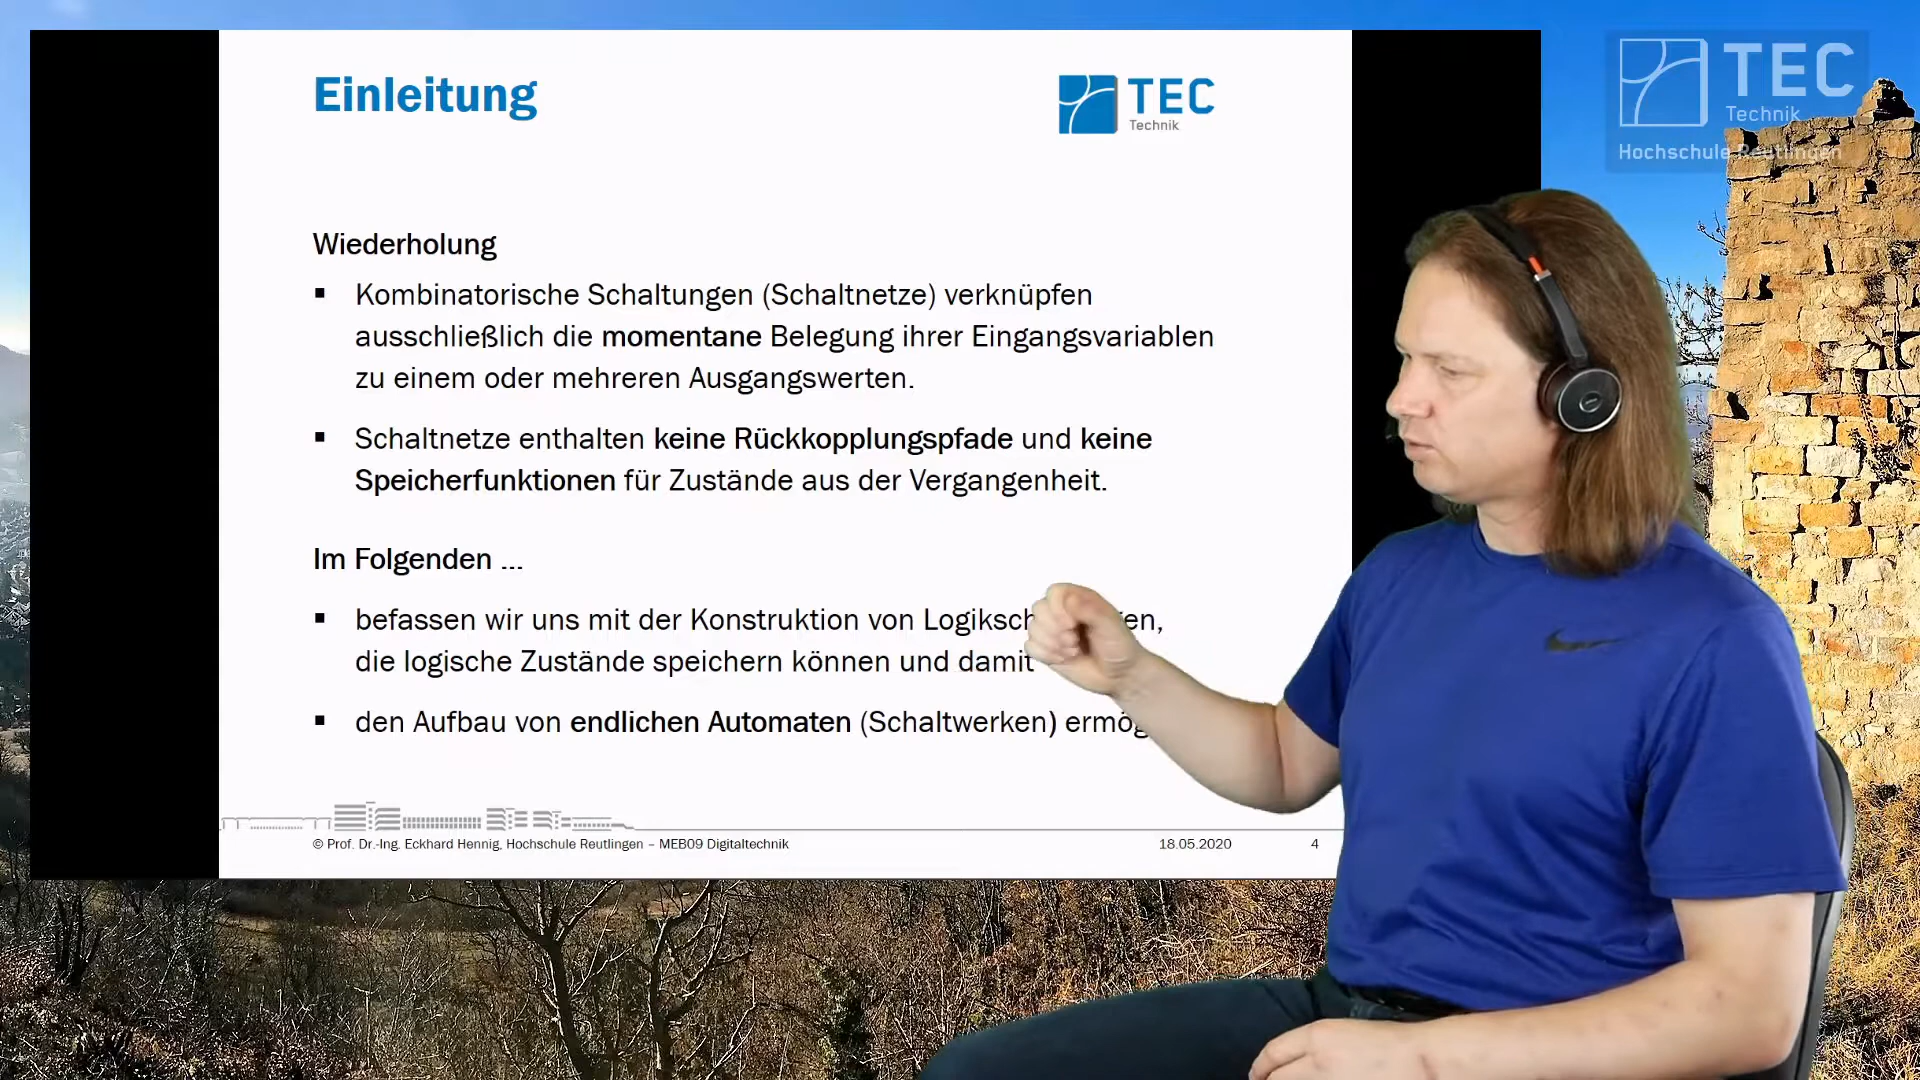 Einleitung
TEC
Technik
TEC
Technik
Hochschule Reutlingen
Wiederholung
▪ Kombinatorische Schaltungen (Schaltnetze) verknüpfen
ausschließlich die momentane Belegung ihrer Eingangsvariablen
zu einem oder mehreren Ausgangswerten.
▪ Schaltnetze enthalten keine Rückkopplungspfade und keine
Speicherfunktionen für Zustände aus der Vergangenheit.
Im Folgenden ...
▪ befassen wir uns mit der Konstruktion von
die logische Zustände speichern können und damit
▪ den Aufbau von endlichen Automaten (Schaltwerken)
© Prof. Dr.-Ing. Eckhard Hennig, Hochschule Reutlingen – MEB09 Digitaltechnik
18.05.2020
4